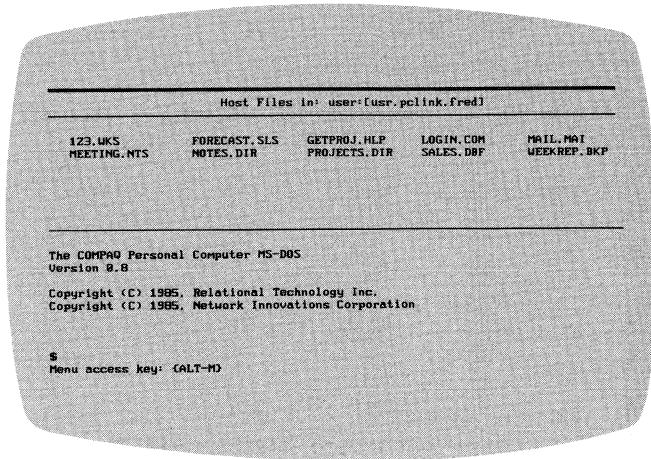 Host Files in: user:[usr.pclink.fred]
123.WKS FORECAST.SLS GETPROJ.HLP LOGIN.COM MAIL.MAI
MEETING.NTS NOTES.DIR PROJECTS.DIR SALES.DBF WEEKREP.BKP
The COMPAQ Personal Computer MS-DOS
Version 0.8
Copyright (C) 1985, Relational Technology Inc.
Copyright (C) 1985, Network Innovations Corporation
$
Menu access key: {ALT-M}